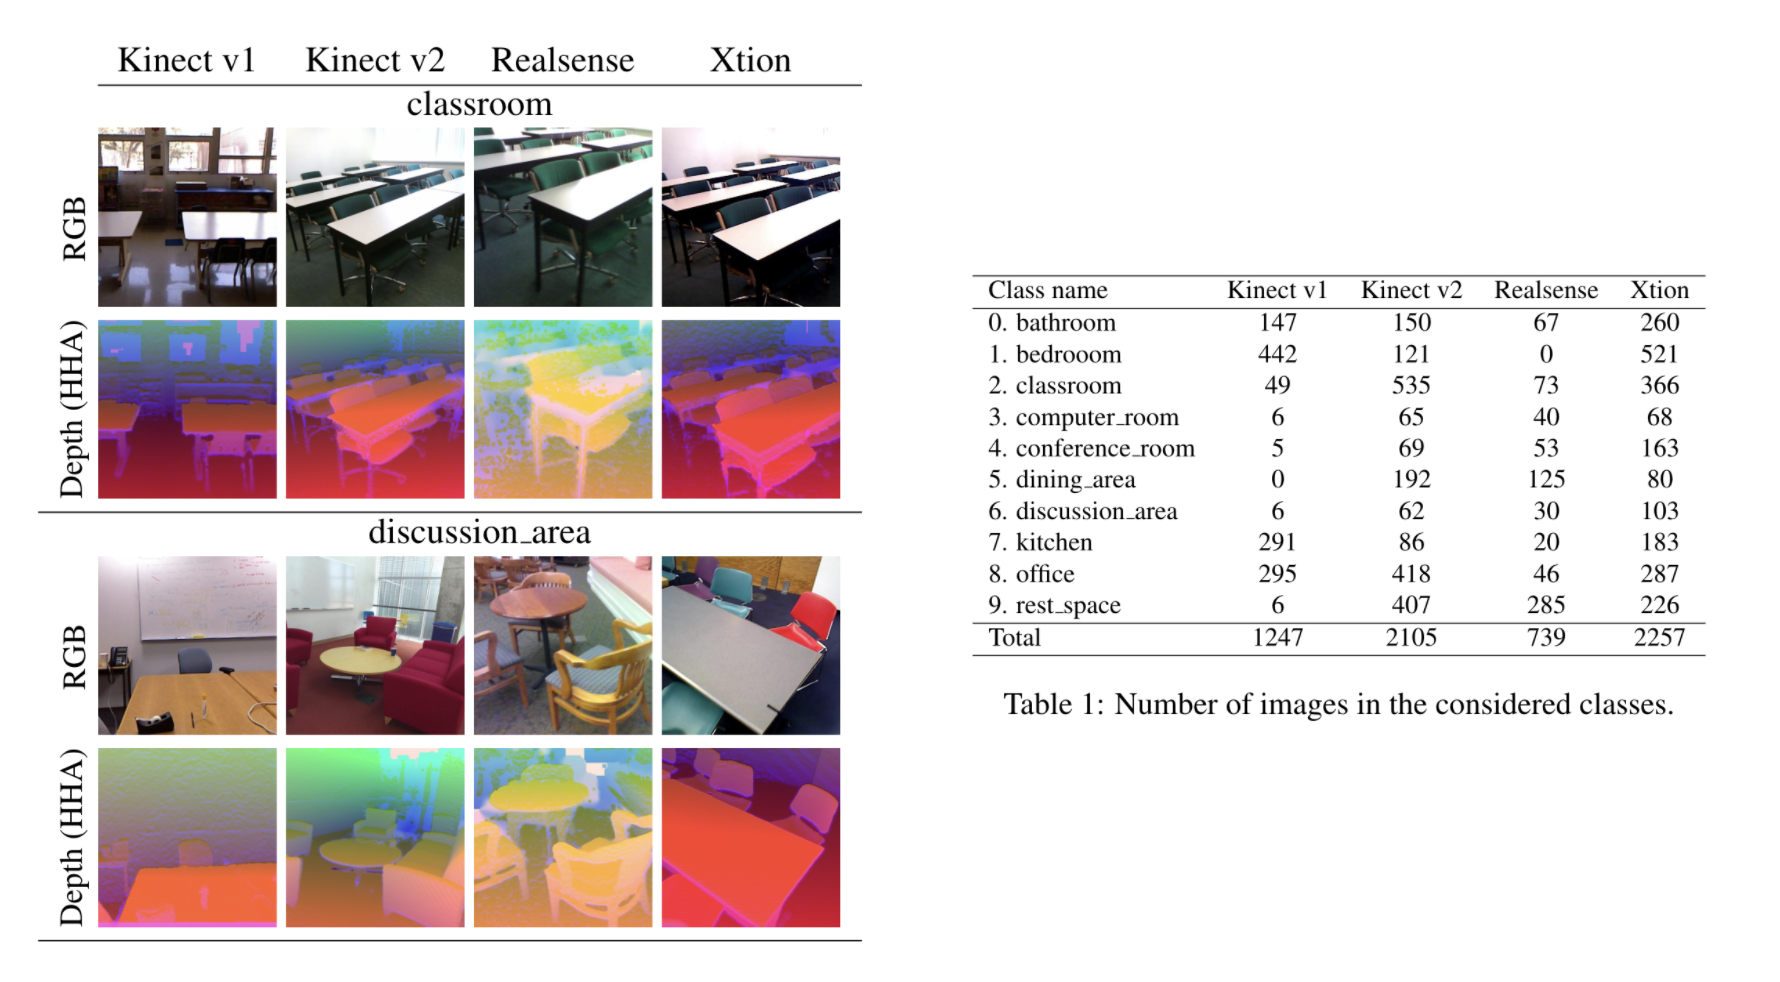 Kinect v1 Kinect v2 Realsense Xtion
classroom
RGB
Depth (HHA)
discussion_area
RGB
Depth (HHA)
Class name Kinect v1 Kinect v2 Realsense Xtion
0. bathroom 147 150 67 260
1. bedrooom 442 121 0 521
2. classroom 49 535 73 366
3. computer_room 6 65 40 68
4. conference_room 5 69 53 163
5. dining_area 0 192 125 80
6. discussion_area 6 62 30 103
7. kitchen 291 86 20 183
8. office 295 418 46 287
9. rest_space 6 407 285 226
Total 1247 2105 739 2257
Table 1: Number of images in the considered classes.